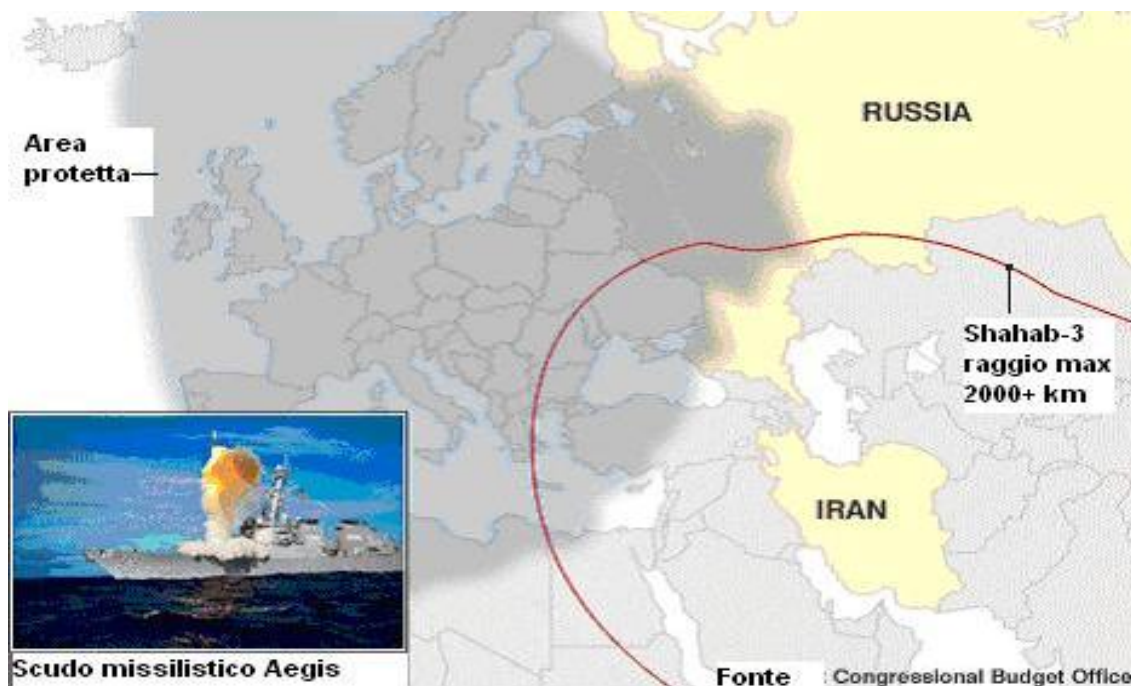 RUSSIA
Area
protetta
Shahab-3
raggio max
2000+ km
IRAN
Scudo missilistico Aegis
Fonte : Congressional Budget Office